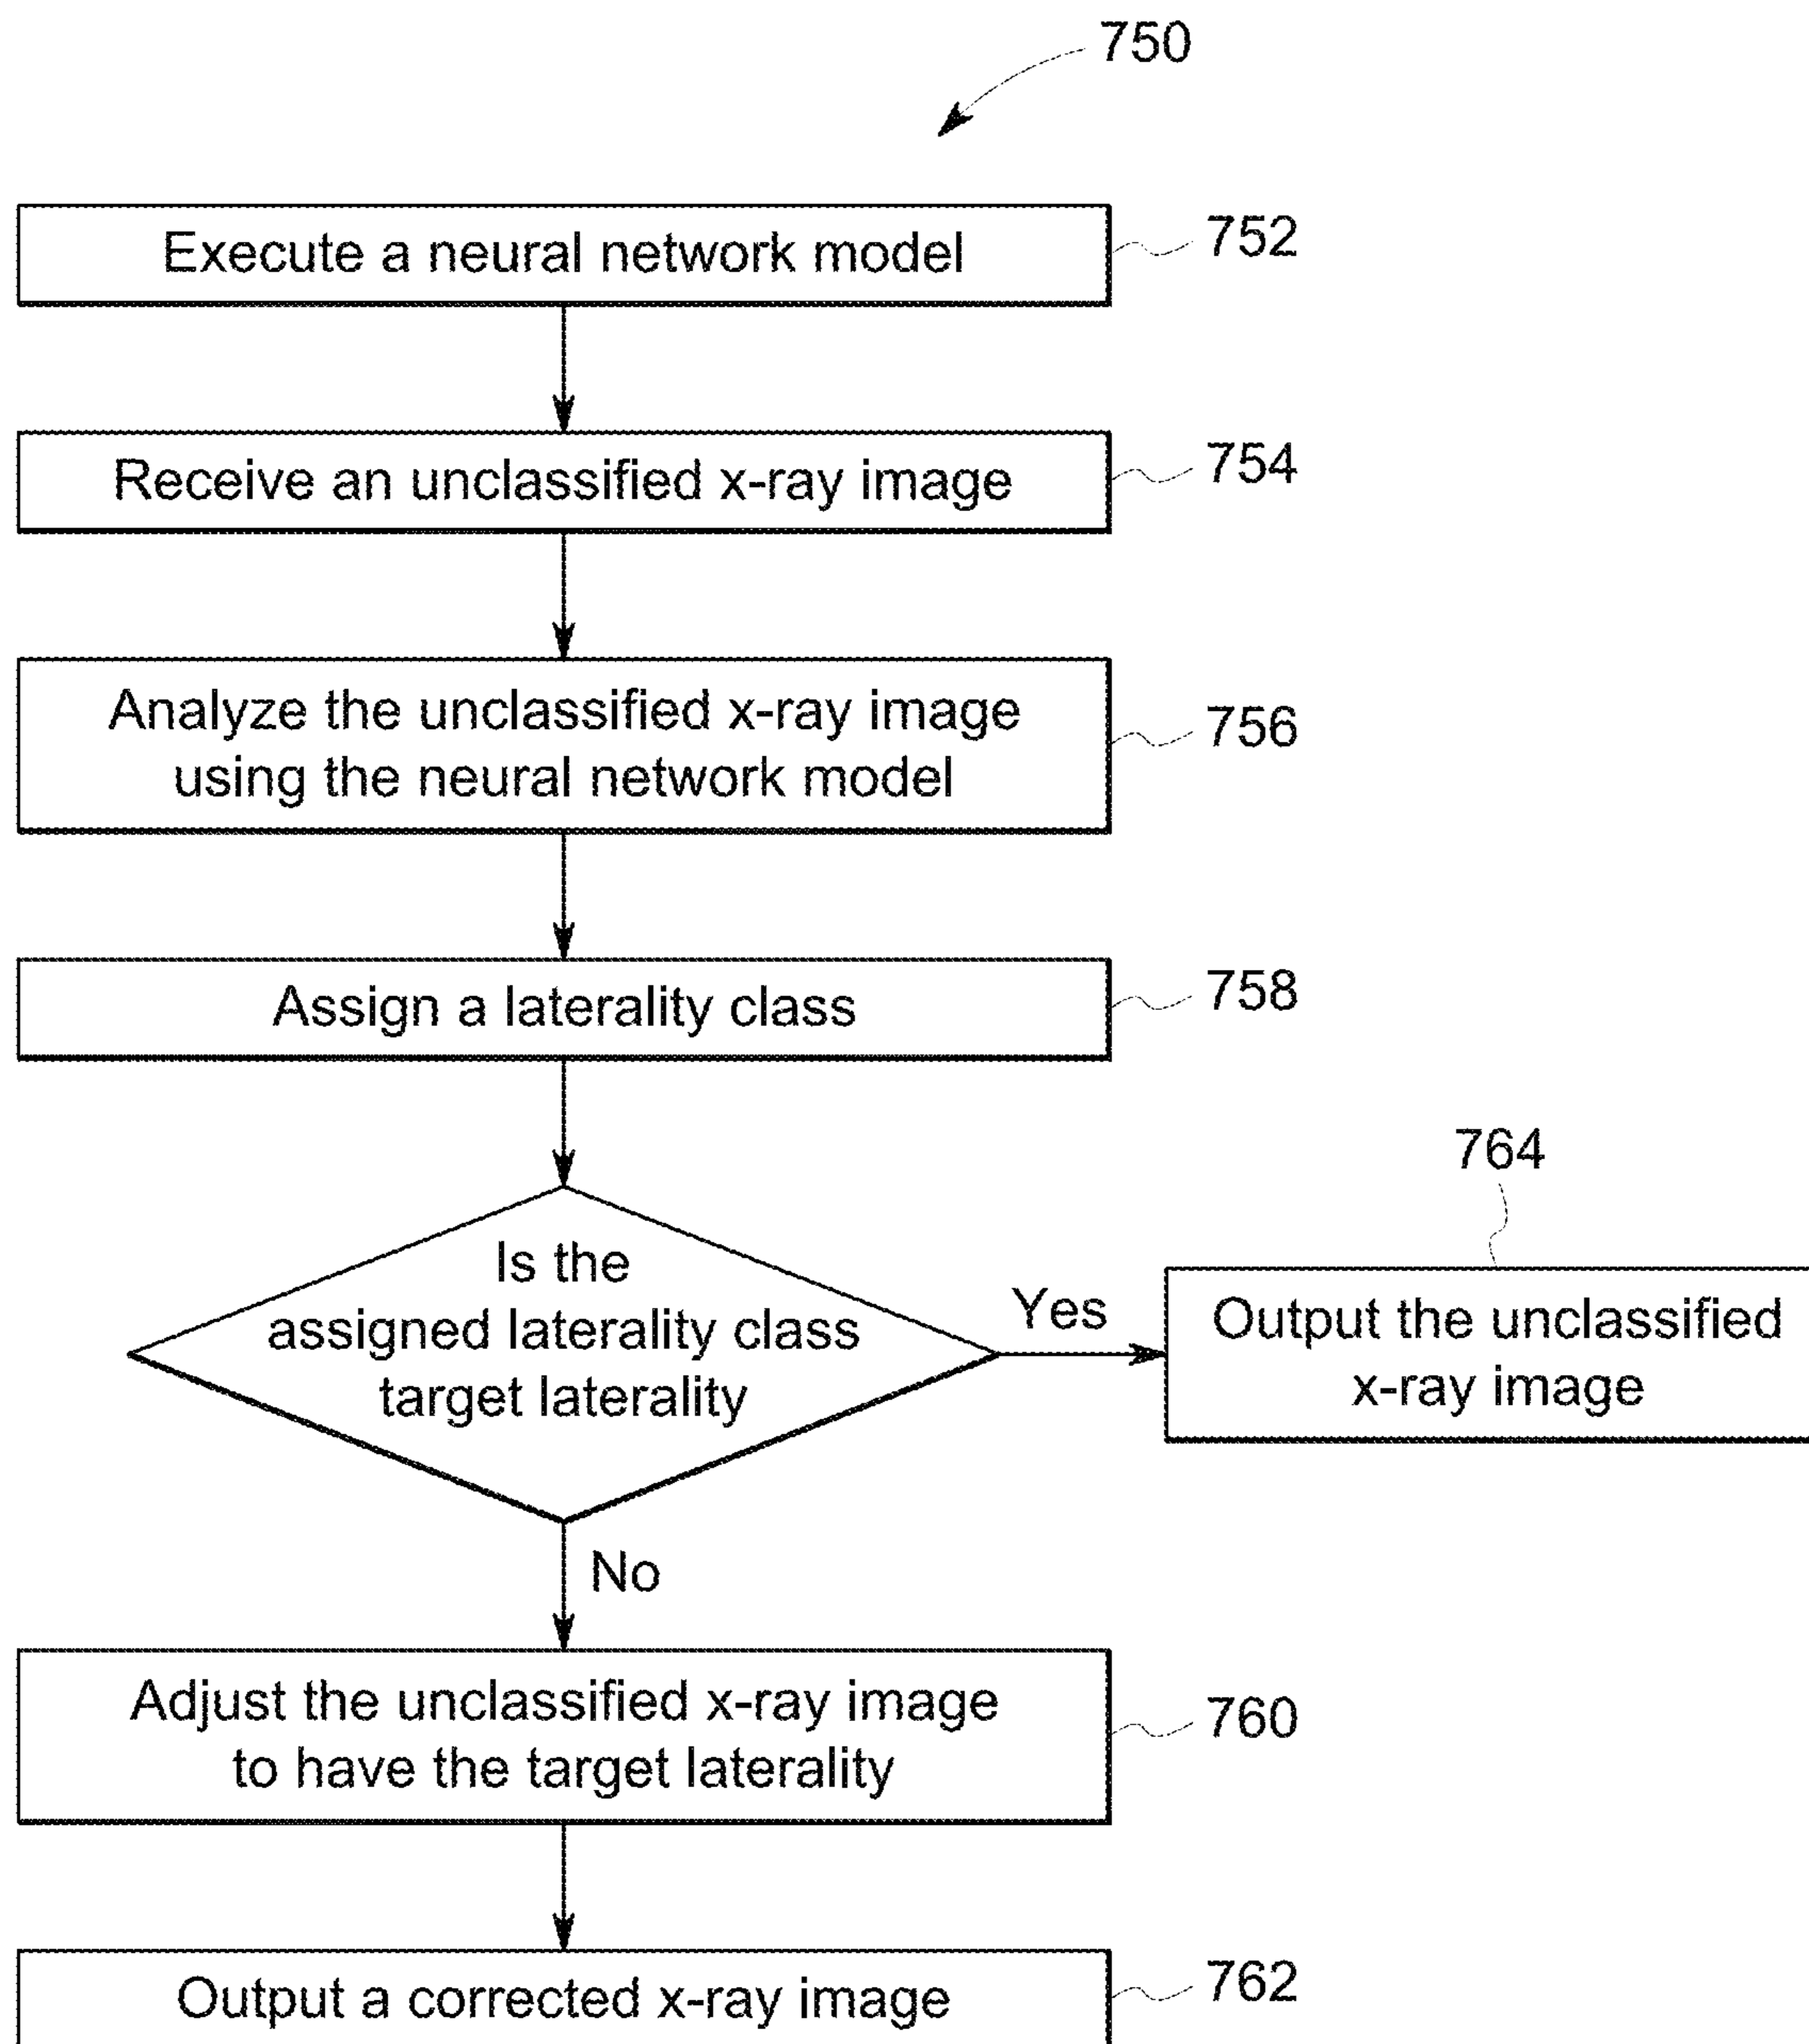 750
Execute a neural network model
752
Receive an unclassified x-ray image
754
Analyze the unclassified x-ray image
using the neural network model
756
Assign a laterality class
758
Is the
assigned laterality class
target laterality
Yes
764
Output the unclassified
x-ray image
No
Adjust the unclassified x-ray image
to have the target laterality
760
Output a corrected x-ray image
762